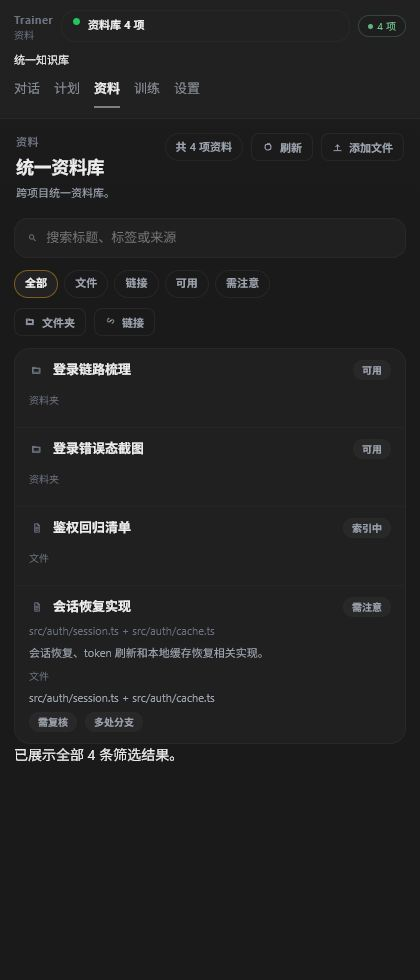 Trainer
资料
资料库 4 项
4 项
统一知识库
对话 计划 资料 训练 设置
资料
统一资料库
跨项目统一资料库。
共 4 项资料 刷新 添加文件
搜索标题、标签或来源
全部 文件 链接 可用 需注意
文件夹 链接
登录链路梳理 可用
资料夹
登录错误态截图 可用
资料夹
鉴权回归清单 索引中
文件
会话恢复实现 需注意
src/auth/session.ts + src/auth/cache.ts
会话恢复、token 刷新和本地缓存恢复相关实现。
文件
src/auth/session.ts + src/auth/cache.ts
需复核 多处分支
已展示全部 4 条筛选结果。